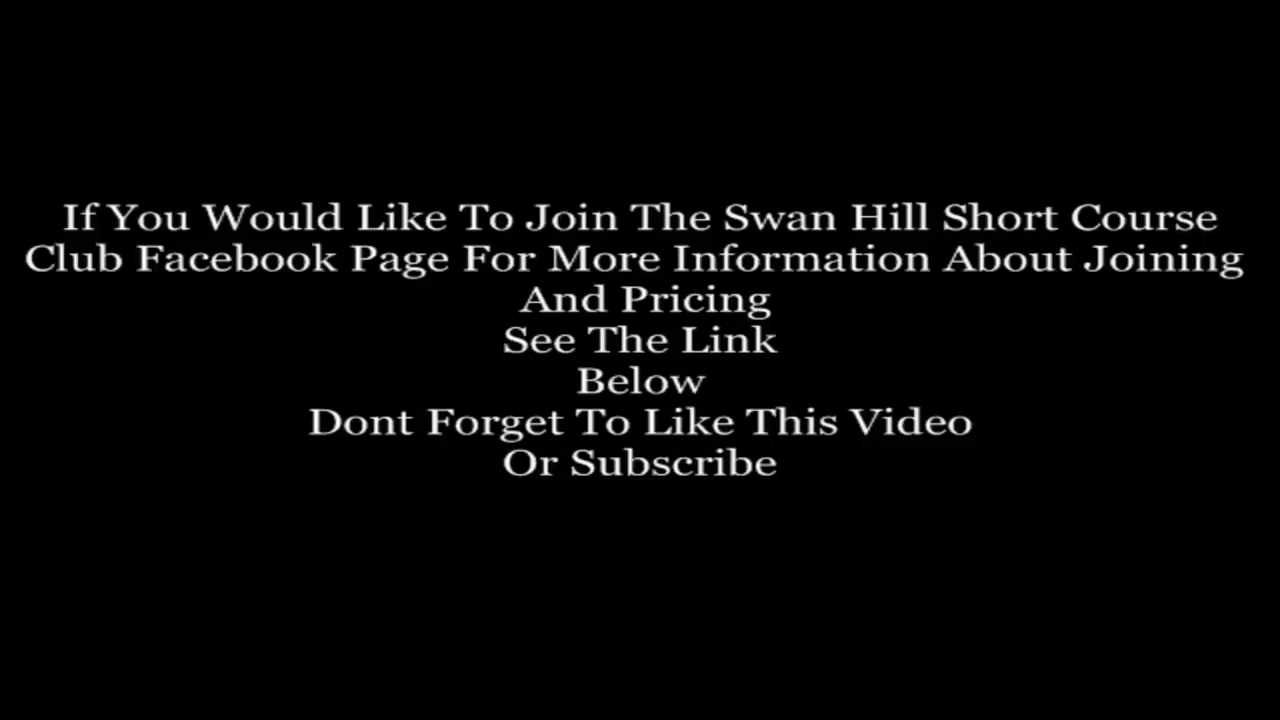 If You Would Like To Join The Swan Hill Short Course
Club Facebook Page For More Information About Joining
And Pricing
See The Link
Below
Dont Forget To Like This Video
Or Subscribe